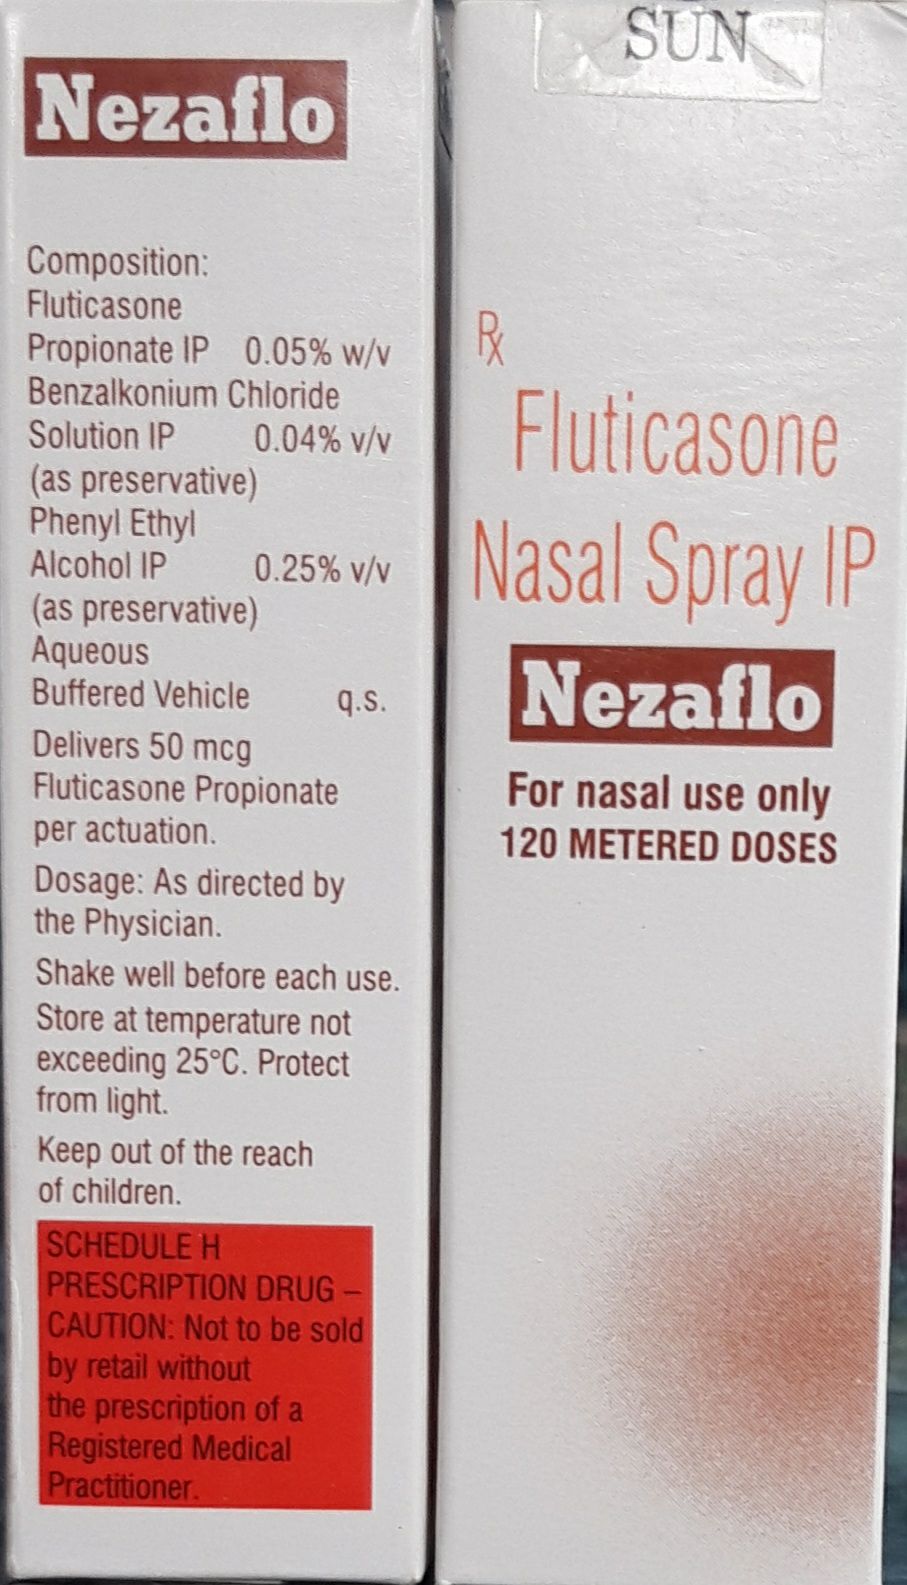 Nezaflo
Composition:
Fluticasone
Propionate IP 0.05% w/v
Benzalkonium Chloride
Solution IP 0.04% v/v
(as preservative)
Phenyl Ethyl
Alcohol IP 0.25% v/v
(as preservative)
Aqueous
Buffered Vehicle q.s.
Delivers 50 mcg
Fluticasone Propionate
per actuation.
Dosage: As directed by
the Physician.
Shake well before each use.
Store at temperature not
exceeding 25°C. Protect
from light.
Keep out of the reach
of children.
SCHEDULE H
PRESCRIPTION DRUG –
CAUTION: Not to be sold
by retail without
the prescription of a
Registered Medical
Practitioner.
SUN
Rx
Fluticasone
Nasal Spray IP
Nezaflo
For nasal use only
120 METERED DOSES